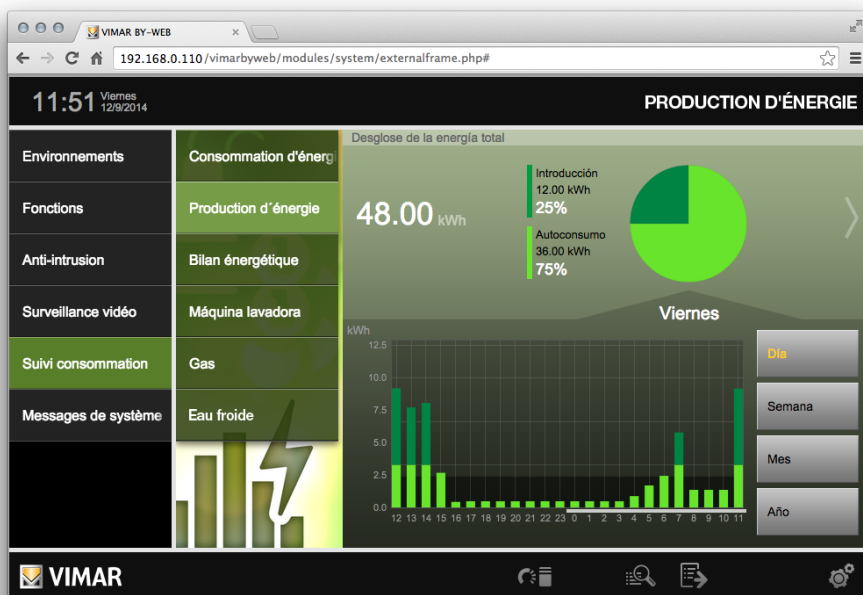 VIMAR BY-WEB
192.168.0.110/vimarbyweb/modules/system/externalframe.php#
11:51 Viernes
12/9/2014
PRODUCTION D'ÉNERGIE
Environnements
Fonctions
Anti-intrusion
Surveillance vidéo
Suivi consommation
Messages de système
Consommation d'énergi
Production d´énergie
Bilan énergétique
Máquina lavadora
Gas
Eau froide
Desglose de la energía total
48.00 kWh
Introducción
12.00 kWh
25%
Autoconsumo
36.00 kWh
75%
Viernes
kWh
12.5
10.0
7.5
5.0
2.5
0.0
12 13 14 15 16 17 18 19 20 21 22 23 0 1 2 3 4 5 6 7 8 9 10 11
Día
Semana
Mes
Año
VIMAR